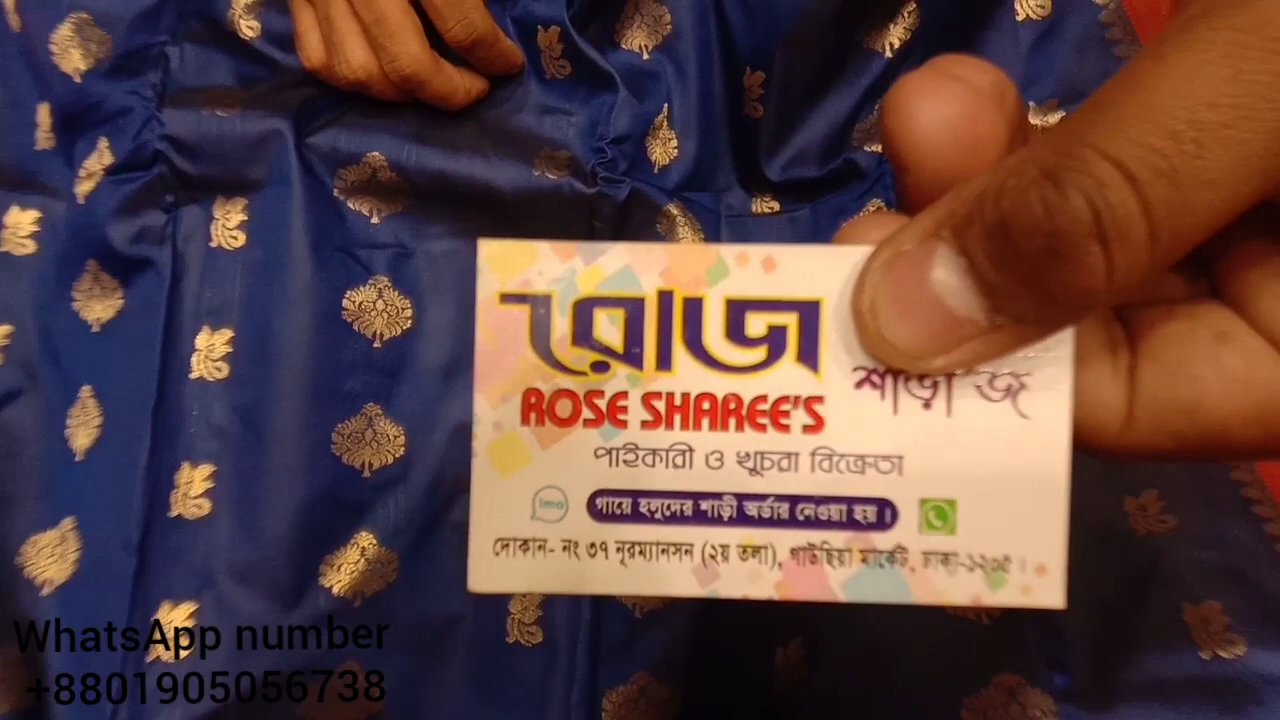 রোজ
ROSE SHAREE'S
শাড়ী জ
পাইকারী ও খুচরা বিক্রেতা
imo
গায়ে হলুদের শাড়ী অর্ডার নেওয়া হয়।
দোকান- নং ৩৭ নূরম্যানসন (২য় তলা), গাউছিয়া মার্কেট, ঢাকা-১২০৫।
WhatsApp number
+8801905056738